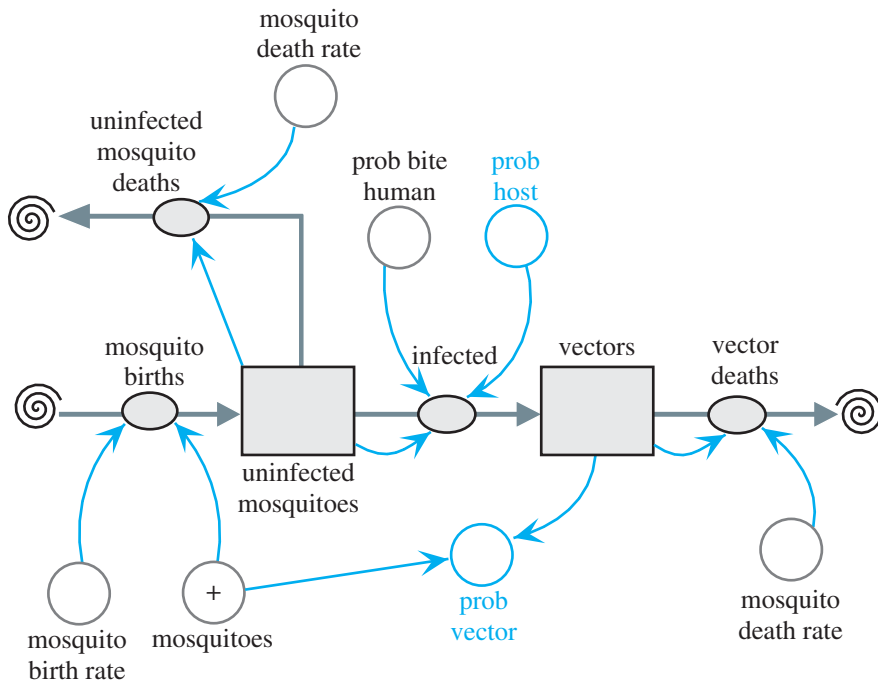 mosquito
death rate
uninfected
mosquito
deaths
prob bite
human
prob
host
mosquito
births
infected
vectors
vector
deaths
uninfected
mosquitoes
+
mosquitoes
mosquito
birth rate
prob
vector
mosquito
death rate